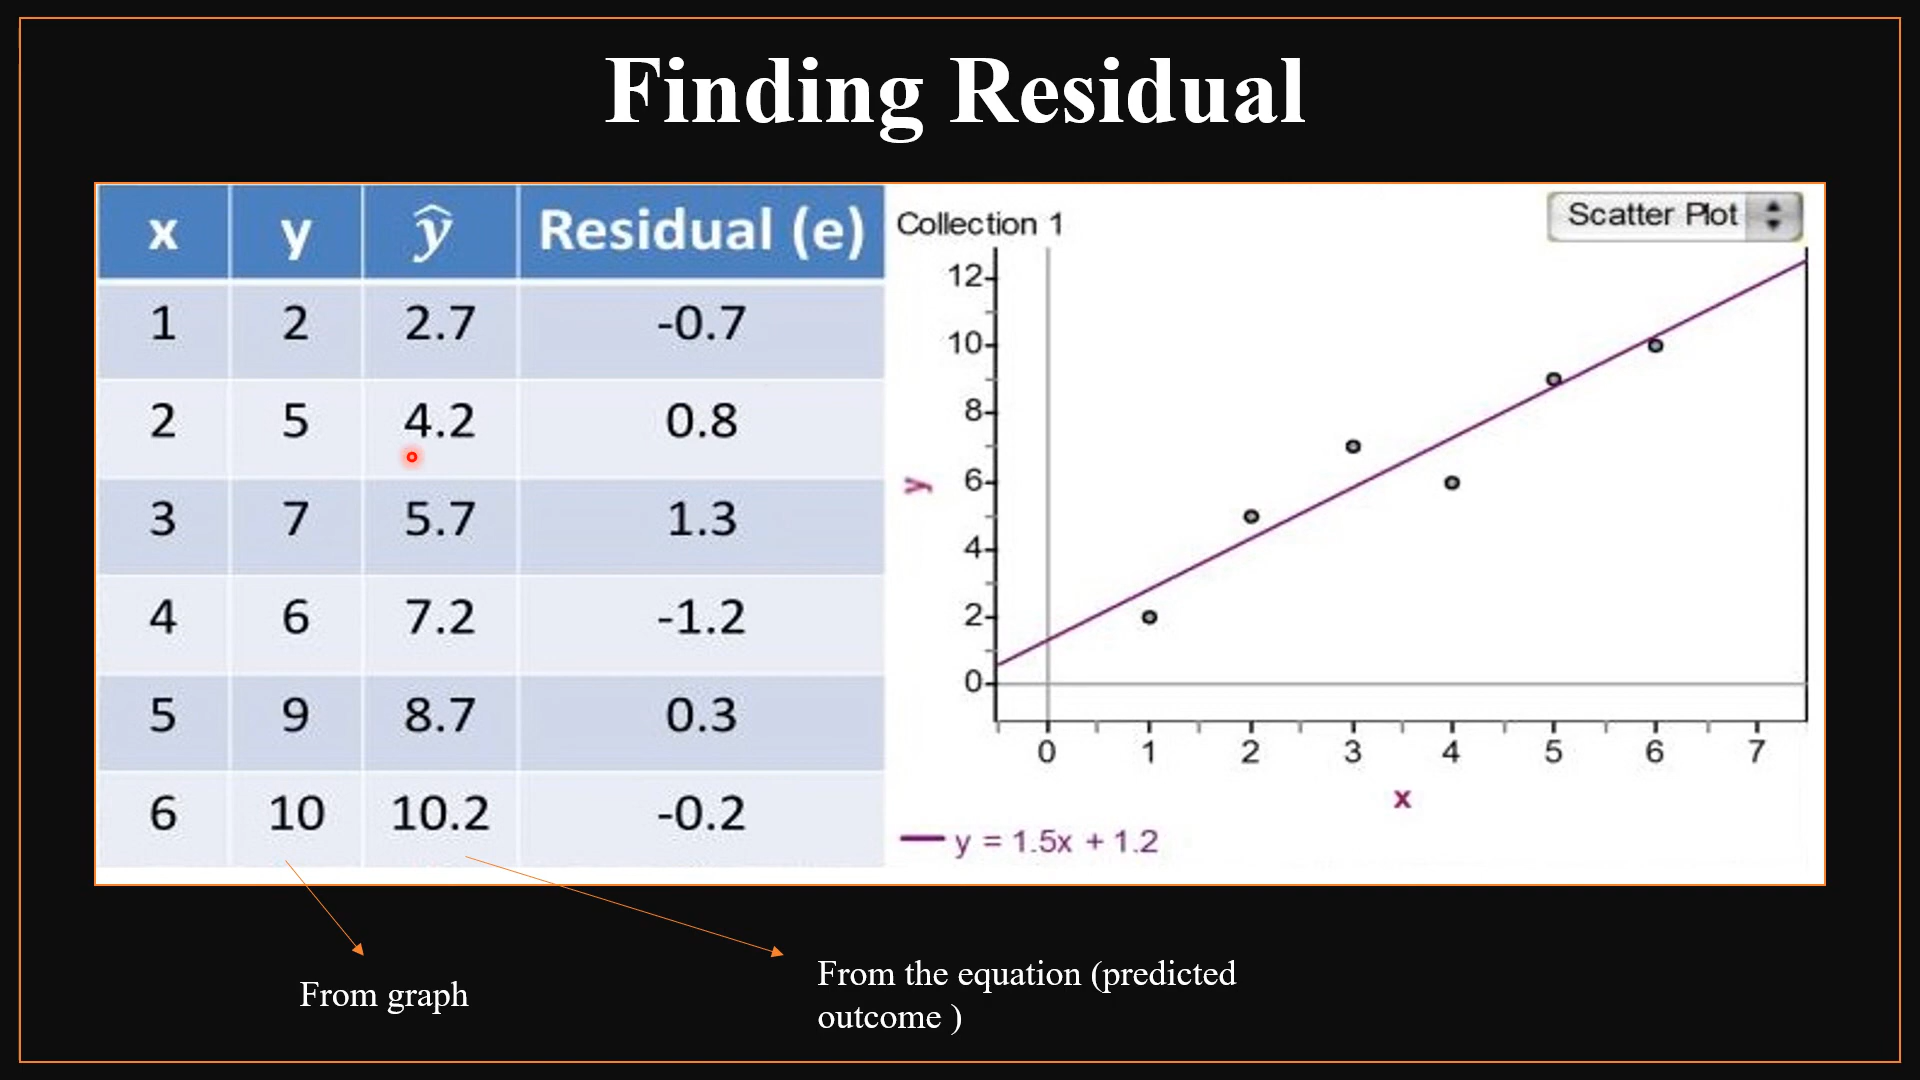 Finding Residual
x y ŷ Residual (e)
1 2 2.7 -0.7
2 5 4.2 0.8
3 7 5.7 1.3
4 6 7.2 -1.2
5 9 8.7 0.3
6 10 10.2 -0.2
Collection 1
Scatter Plot
12
10
8
6
4
2
0
y
0 1 2 3 4 5 6 7
x
y = 1.5x + 1.2
From graph
From the equation (predicted
outcome )